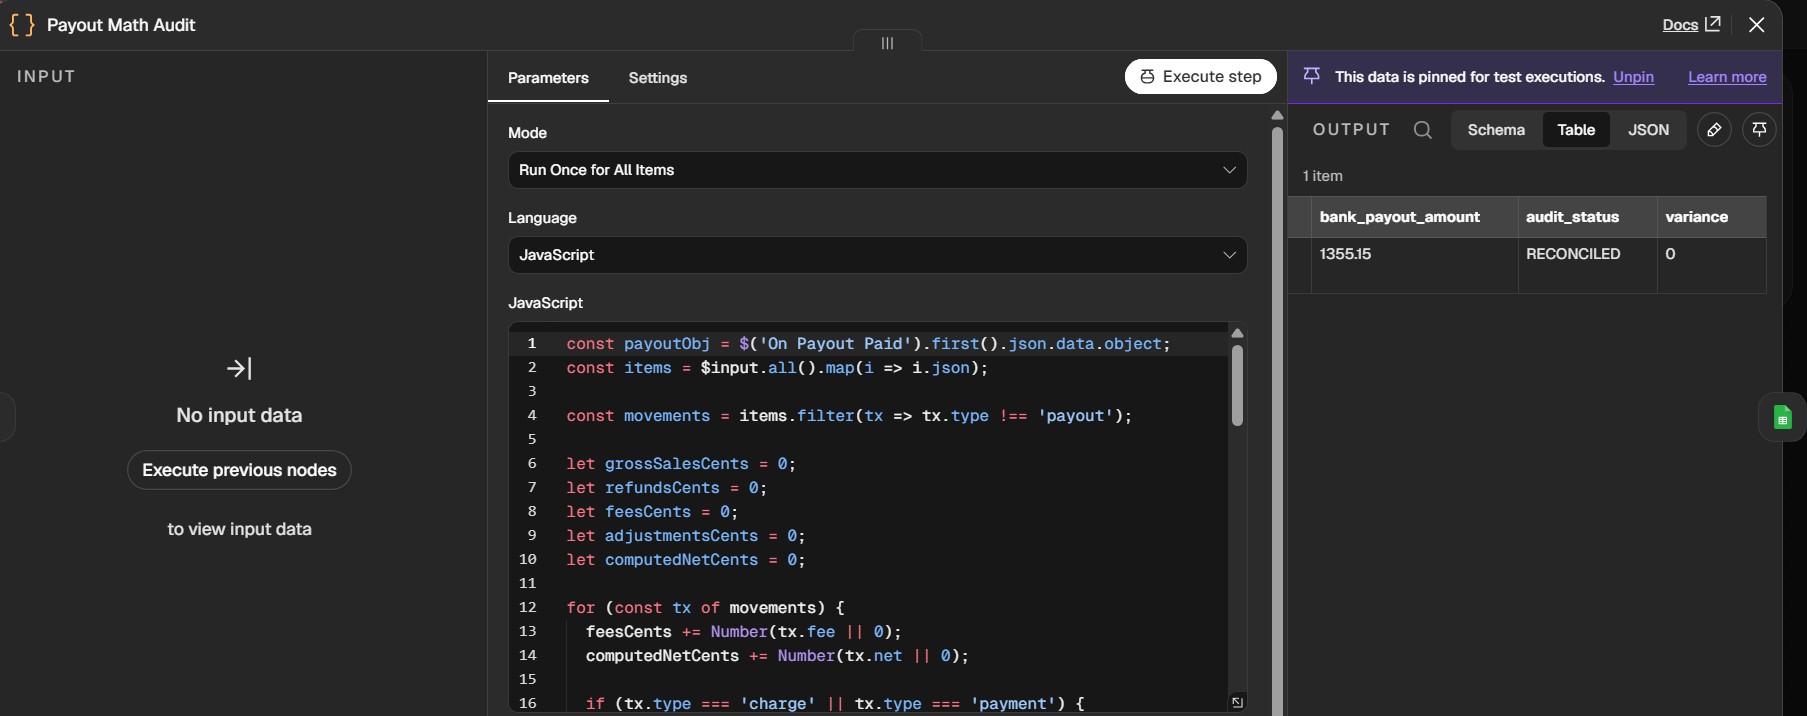 { } Payout Math Audit
Docs
INPUT
No input data
Execute previous nodes
to view input data
Parameters
Settings
Execute step
Mode
Run Once for All Items
Language
JavaScript
JavaScript
1 const payoutObj = $('On Payout Paid').first().json.data.object;
2 const items = $input.all().map(i => i.json);
3
4 const movements = items.filter(tx => tx.type !== 'payout');
5
6 let grossSalesCents = 0;
7 let refundsCents = 0;
8 let feesCents = 0;
9 let adjustmentsCents = 0;
10 let computedNetCents = 0;
11
12 for (const tx of movements) {
13 feesCents += Number(tx.fee || 0);
14 computedNetCents += Number(tx.net || 0);
15
16 if (tx.type === 'charge' || tx.type === 'payment') {
This data is pinned for test executions. Unpin Learn more
OUTPUT
Schema
Table
JSON
1 item
bank_payout_amount audit_status variance
1355.15 RECONCILED 0